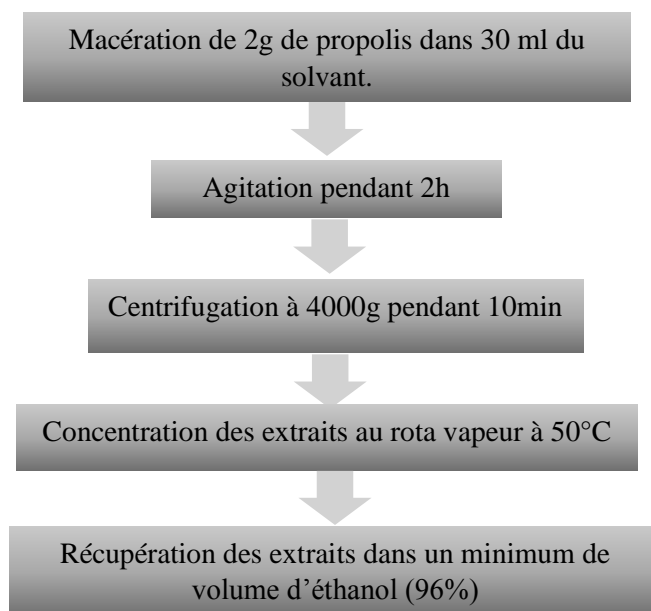 Macération de 2g de propolis dans 30 ml du
solvant.
Agitation pendant 2h
Centrifugation à 4000g pendant 10min
Concentration des extraits au rota vapeur à 50°C
Récupération des extraits dans un minimum de
volume d’éthanol (96%)